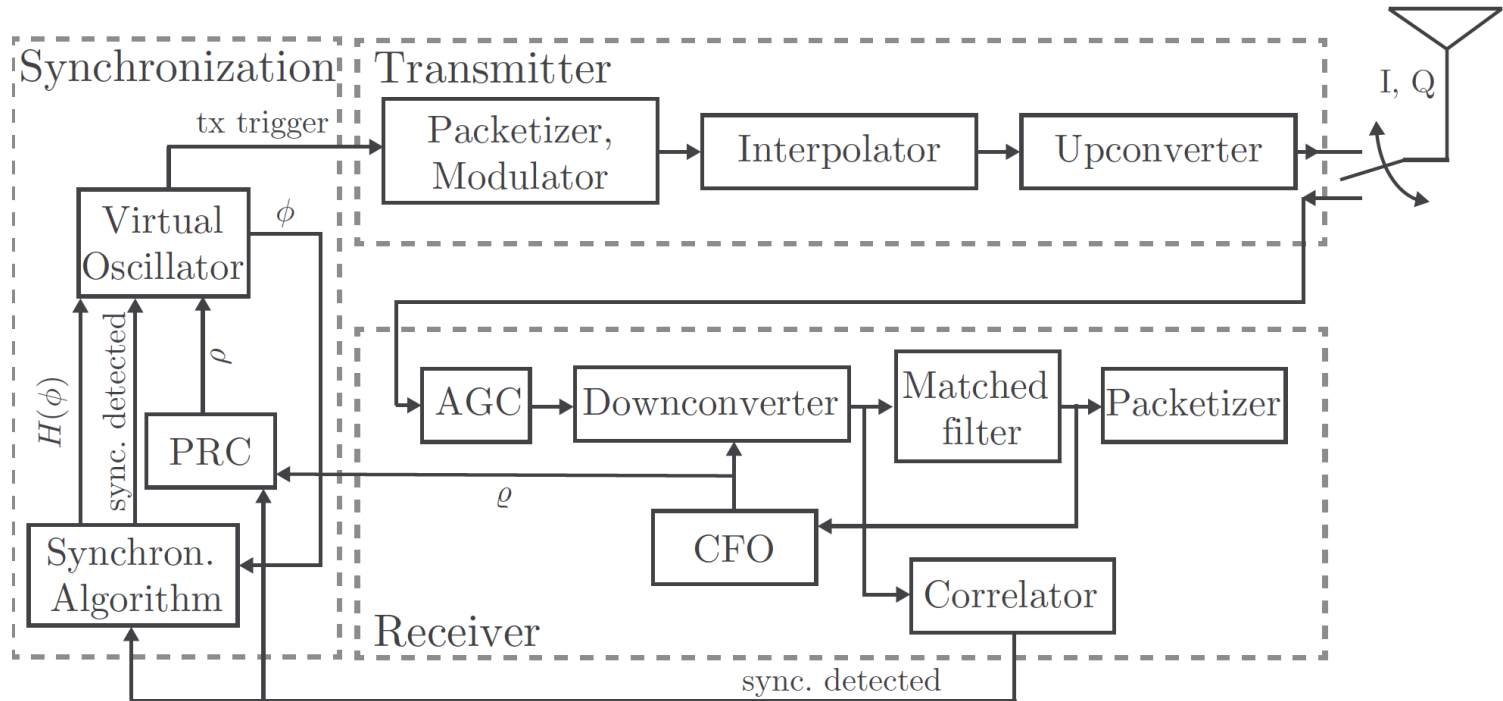 Synchronization
Transmitter
I, Q
tx trigger
Packetizer,
Modulator
Interpolator
Upconverter
Virtual
Oscillator
ϕ
H(ϕ)
sync. detected
ρ
PRC
AGC
Downconverter
Matched
filter
Packetizer
ϱ
CFO
Synchron.
Algorithm
Correlator
Receiver
sync. detected